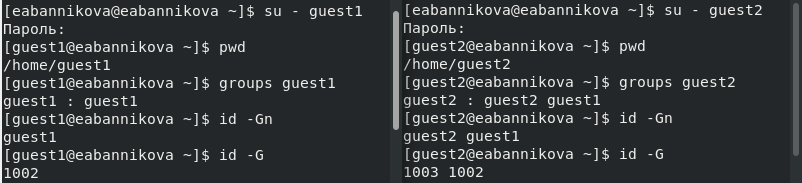 [eabannikova@eabannikova ~]$ su - guest1
Пароль:
[guest1@eabannikova ~]$ pwd
/home/guest1
[guest1@eabannikova ~]$ groups guest1
guest1 : guest1
[guest1@eabannikova ~]$ id -Gn
guest1
[guest1@eabannikova ~]$ id -G
1002
[eabannikova@eabannikova ~]$ su - guest2
Пароль:
[guest2@eabannikova ~]$ pwd
/home/guest2
[guest2@eabannikova ~]$ groups guest2
guest2 : guest2 guest1
[guest2@eabannikova ~]$ id -Gn
guest2 guest1
[guest2@eabannikova ~]$ id -G
1003 1002